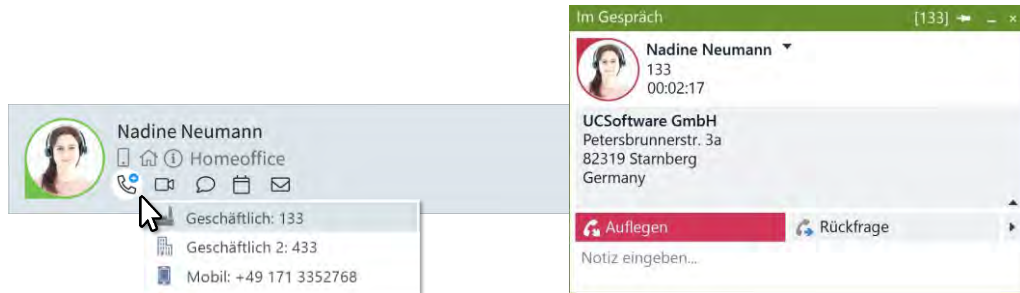 Nadine Neumann
Homeoffice
Geschäftlich: 133
Geschäftlich 2: 433
Mobil: +49 171 3352768
Im Gespräch [133]
Nadine Neumann
133
00:02:17
UCSoftware GmbH
Petersbrunnerstr. 3a
82319 Starnberg
Germany
Auflegen Rückfrage
Notiz eingeben...